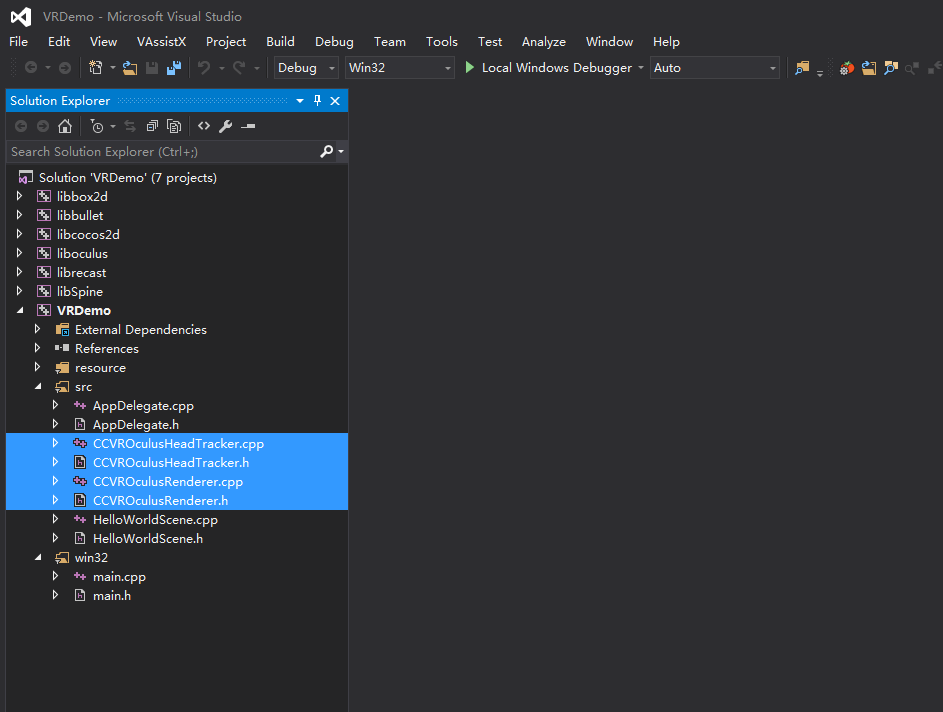 VRDemo - Microsoft Visual Studio
File Edit View VAssistX Project Build Debug Team Tools Test Analyze Window Help
Debug Win32 Local Windows Debugger Auto
Solution Explorer
Search Solution Explorer (Ctrl+;)
Solution 'VRDemo' (7 projects)
libbox2d
libbullet
libcocos2d
liboculus
librecast
libSpine
VRDemo
External Dependencies
References
resource
src
AppDelegate.cpp
AppDelegate.h
CCVROculusHeadTracker.cpp
CCVROculusHeadTracker.h
CCVROculusRenderer.cpp
CCVROculusRenderer.h
HelloWorldScene.cpp
HelloWorldScene.h
win32
main.cpp
main.h